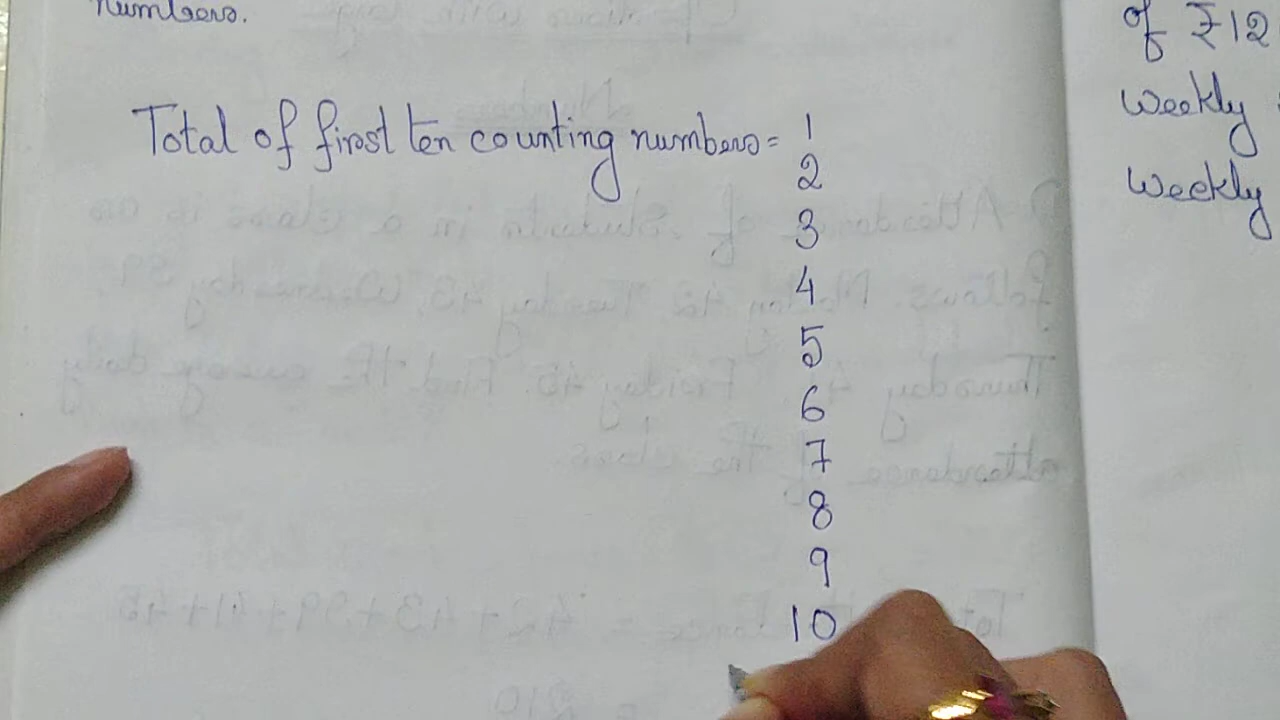 numbers.
Total of first ten counting numbers = 1
2
3
4
5
6
7
8
9
10
of ₹12
Weekly
Weekly